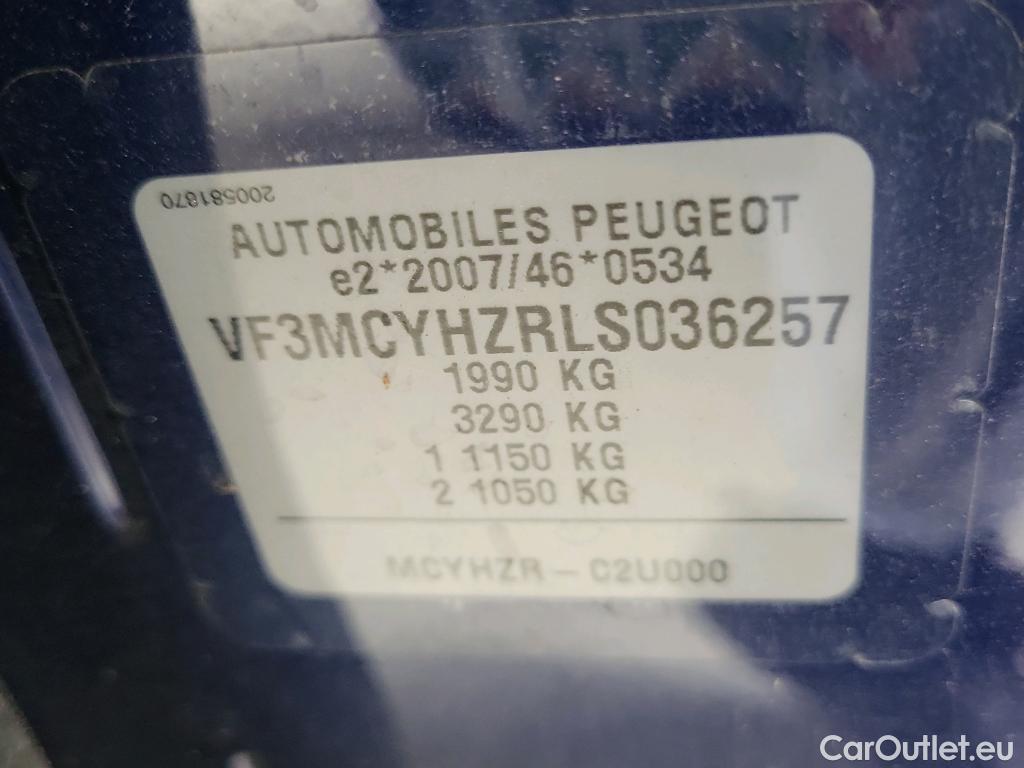 200581870
AUTOMOBILES PEUGEOT
e2*2007/46*0534
VF3MCYHZRLS036257
1990 KG
3290 KG
1 1150 KG
2 1050 KG
MCYHZR - C2U000
CarOutlet.eu